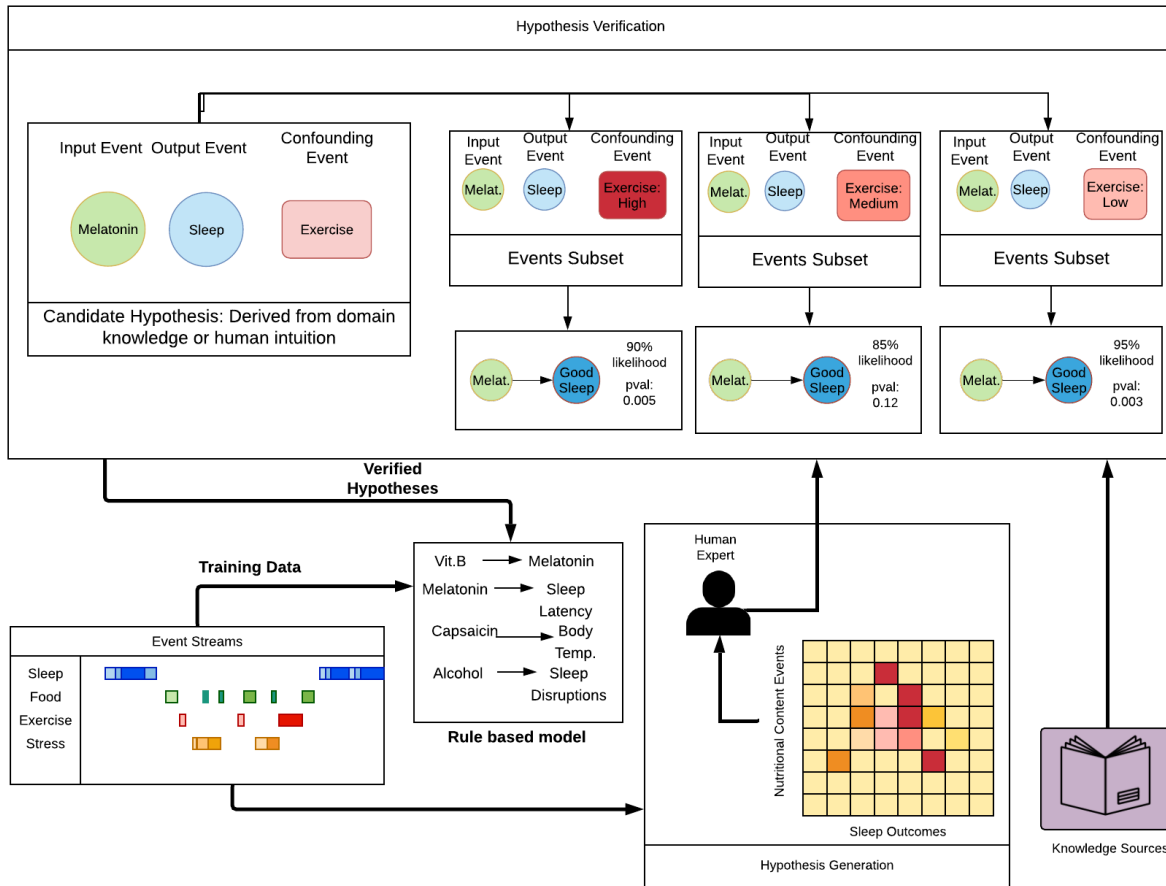 Hypothesis Verification
Input Event
Output Event
Confounding
Event
Melatonin
Sleep
Exercise
Candidate Hypothesis: Derived from domain
knowledge or human intuition
Input
Event
Output
Event
Confounding
Event
Melat.
Sleep
Exercise:
High
Events Subset
Input
Event
Output
Event
Confounding
Event
Melat.
Sleep
Exercise:
Medium
Events Subset
Input
Event
Output
Event
Confounding
Event
Melat.
Sleep
Exercise:
Low
Events Subset
Melat.
Good
Sleep
90%
likelihood
pval:
0.005
Melat.
Good
Sleep
85%
likelihood
pval:
0.12
Melat.
Good
Sleep
95%
likelihood
pval:
0.003
Verified
Hypotheses
Training Data
Vit.B
Melatonin
Melatonin
Sleep
Latency
Capsaicin
Body
Temp.
Alcohol
Sleep
Disruptions
Rule based model
Event Streams
Sleep
Food
Exercise
Stress
Human
Expert
Nutritional Content Events
Sleep Outcomes
Hypothesis Generation
Knowledge Sources